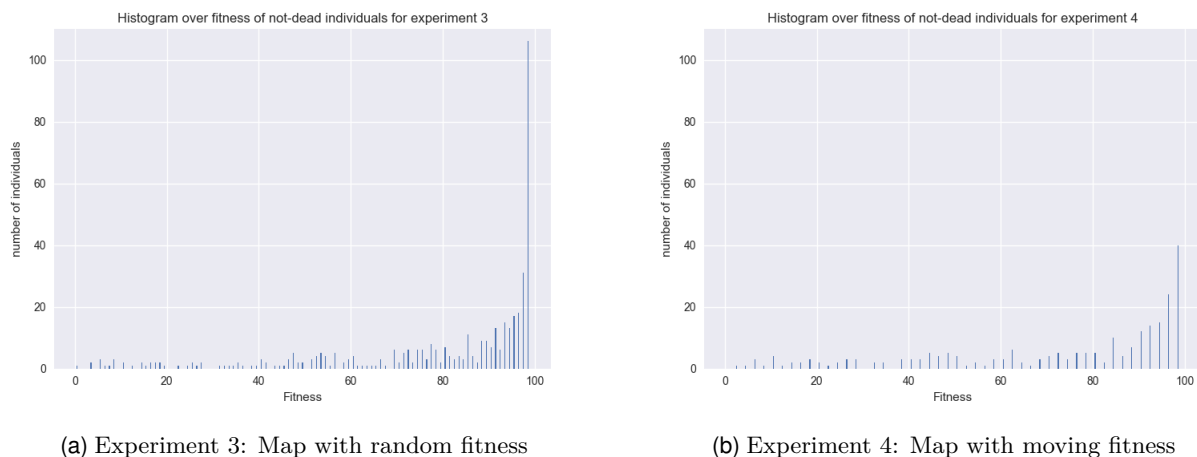 Histogram over fitness of not-dead individuals for experiment 3
100
80
60
40
20
0
number of individuals
0 20 40 60 80 100
Fitness
(a) Experiment 3: Map with random fitness
Histogram over fitness of not-dead individuals for experiment 4
100
80
60
40
20
0
number of individuals
0 20 40 60 80 100
Fitness
(b) Experiment 4: Map with moving fitness